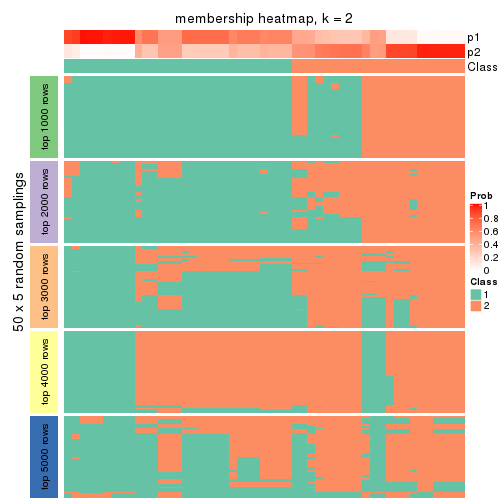 membership heatmap, k = 2
p1
p2
Class
50 x 5 random samplings
top 1000 rows
top 2000 rows
top 3000 rows
top 4000 rows
top 5000 rows
Prob
1
0.8
0.6
0.4
0.2
0
Class
1
2